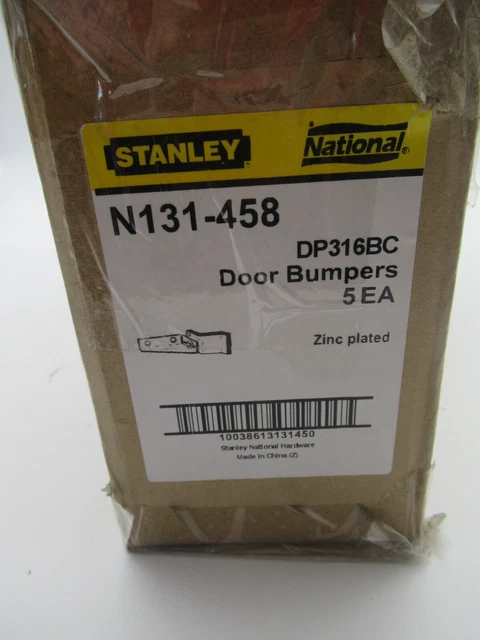 STANLEY
National®
N131-458
DP316BC
Door Bumpers
5 EA
Zinc plated
10038613131450
Stanley National Hardware
Made In China (Z)